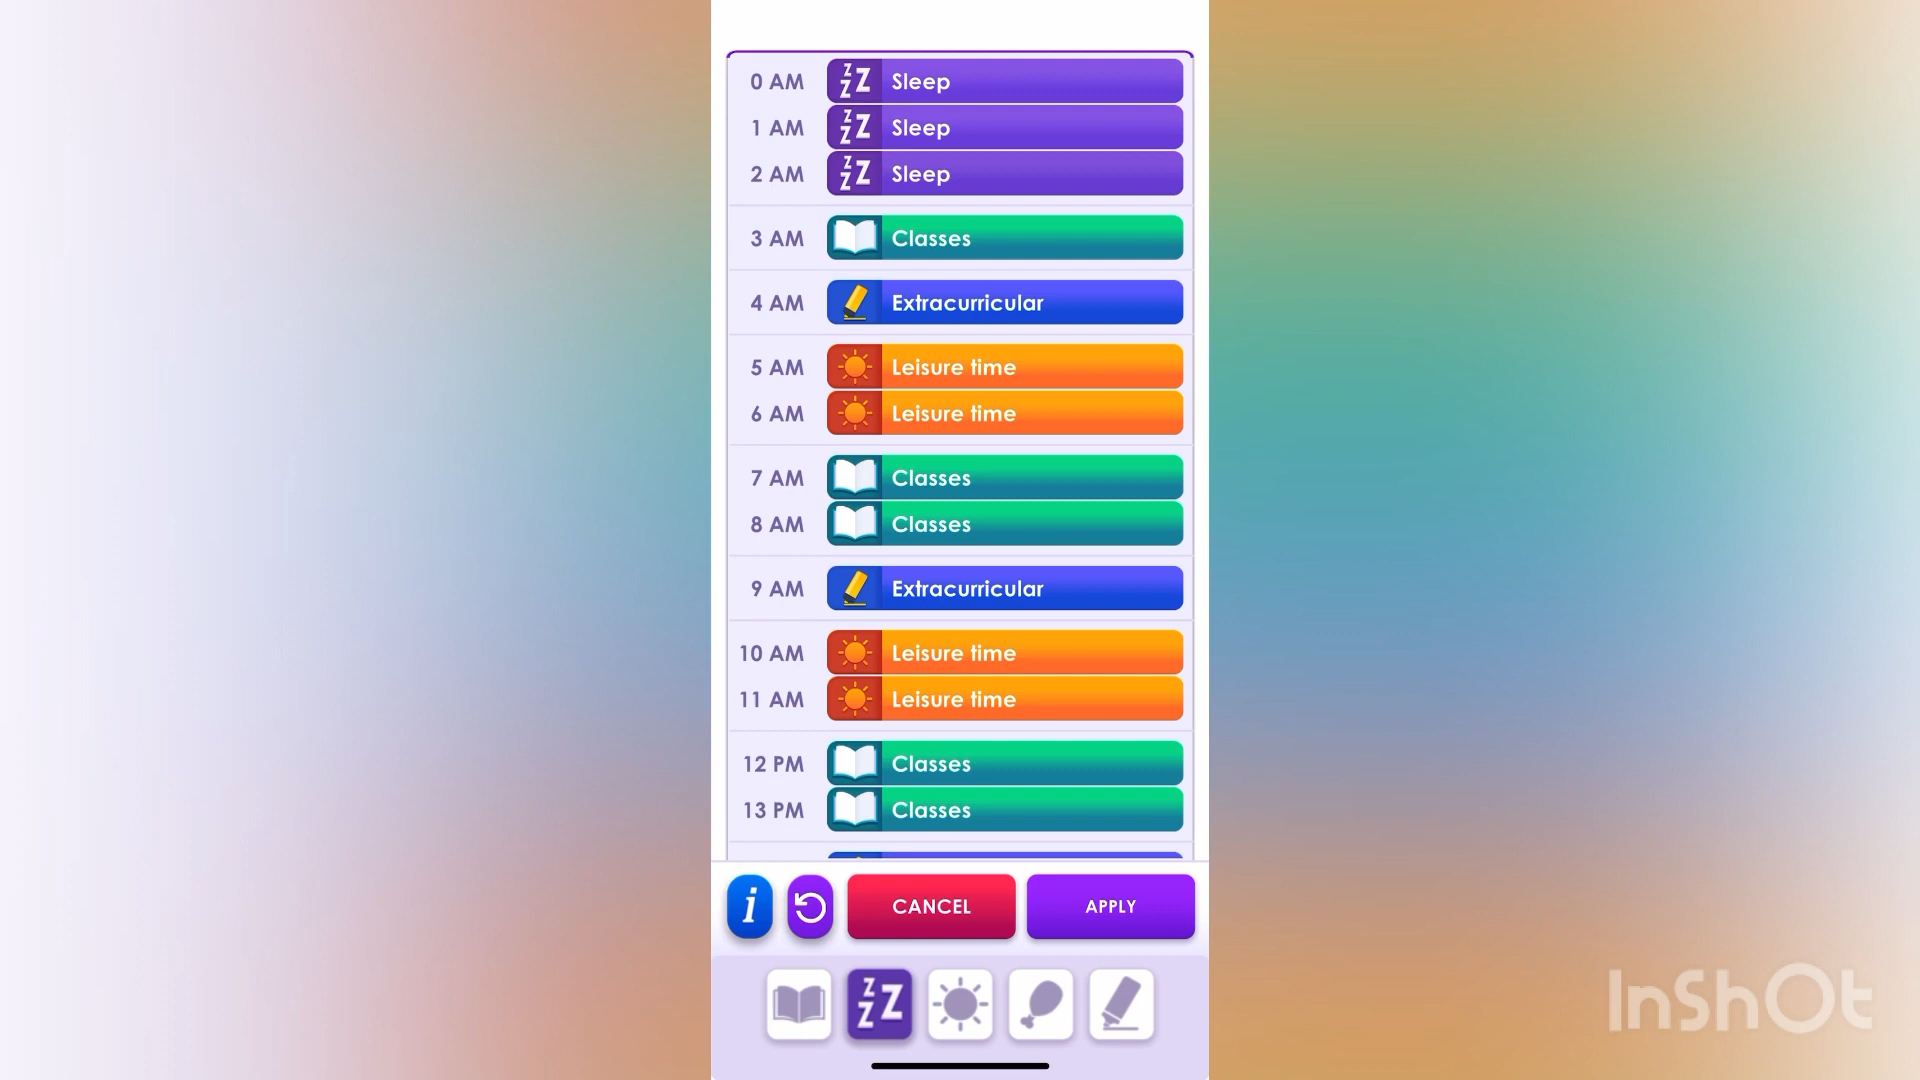 0 AM Sleep
1 AM Sleep
2 AM Sleep
3 AM Classes
4 AM Extracurricular
5 AM Leisure time
6 AM Leisure time
7 AM Classes
8 AM Classes
9 AM Extracurricular
10 AM Leisure time
11 AM Leisure time
12 PM Classes
13 PM Classes
i CANCEL APPLY
InShOt